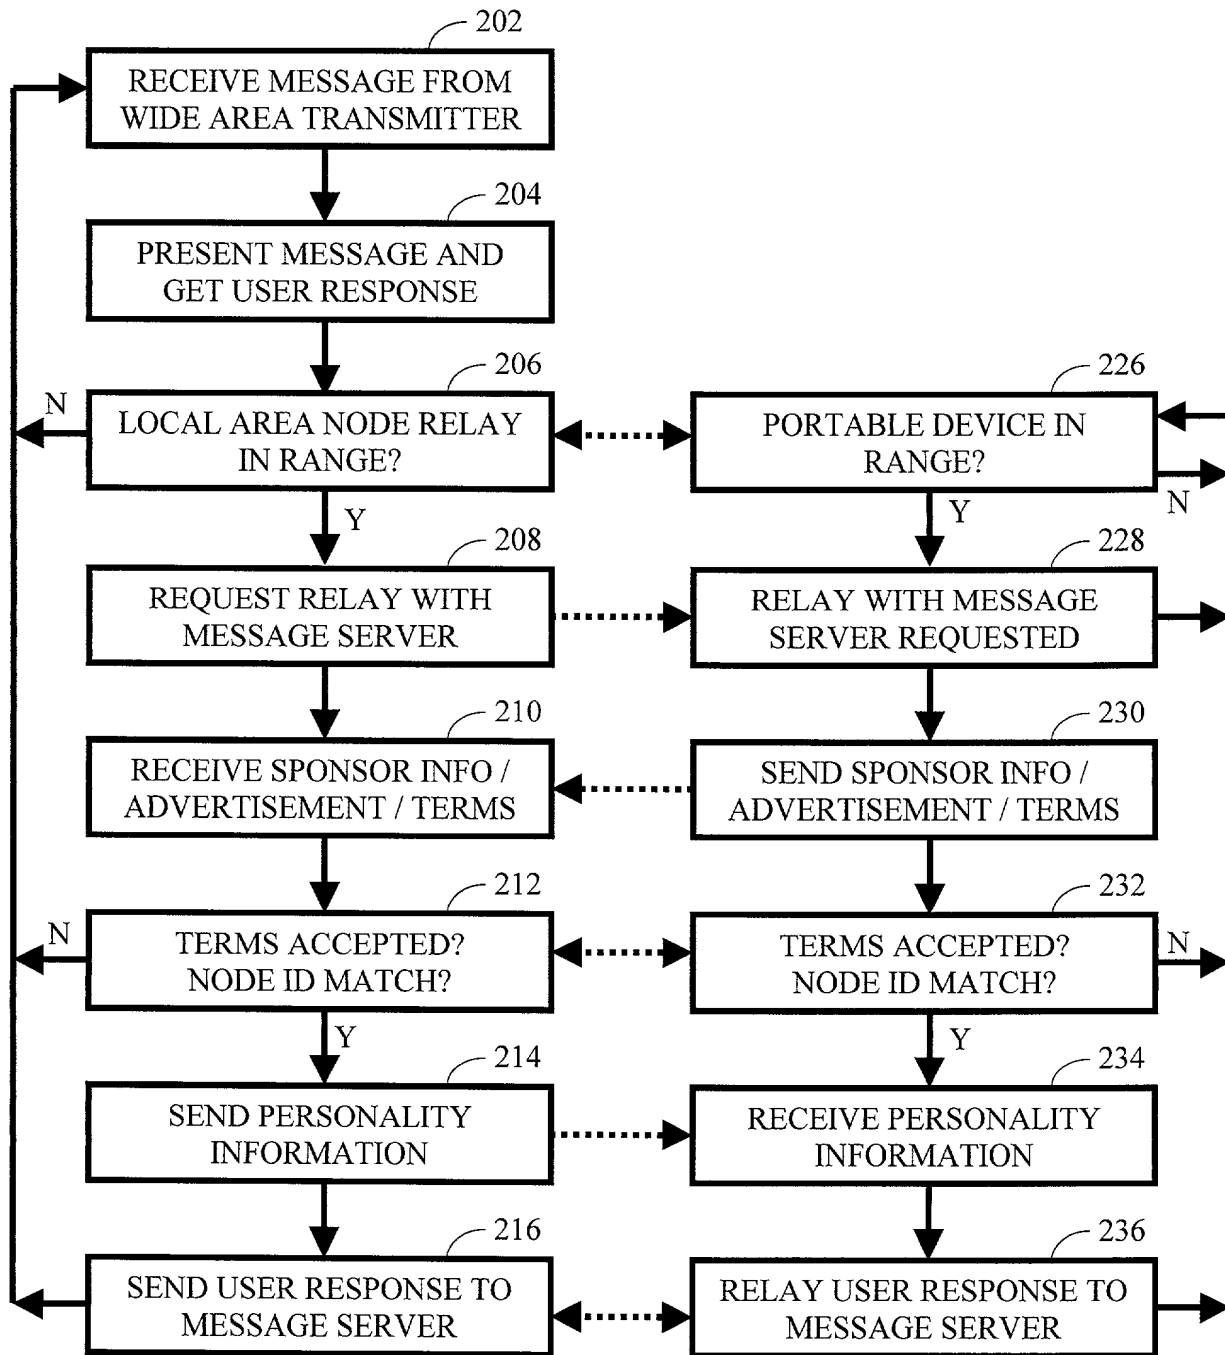 202
RECEIVE MESSAGE FROM
WIDE AREA TRANSMITTER
204
PRESENT MESSAGE AND
GET USER RESPONSE
206
N
LOCAL AREA NODE RELAY
IN RANGE?
Y
226
PORTABLE DEVICE IN
RANGE?
N
Y
208
REQUEST RELAY WITH
MESSAGE SERVER
228
RELAY WITH MESSAGE
SERVER REQUESTED
210
RECEIVE SPONSOR INFO /
ADVERTISEMENT / TERMS
230
SEND SPONSOR INFO /
ADVERTISEMENT / TERMS
212
N
TERMS ACCEPTED?
NODE ID MATCH?
Y
232
TERMS ACCEPTED?
NODE ID MATCH?
N
Y
214
SEND PERSONALITY
INFORMATION
234
RECEIVE PERSONALITY
INFORMATION
216
SEND USER RESPONSE TO
MESSAGE SERVER
236
RELAY USER RESPONSE TO
MESSAGE SERVER